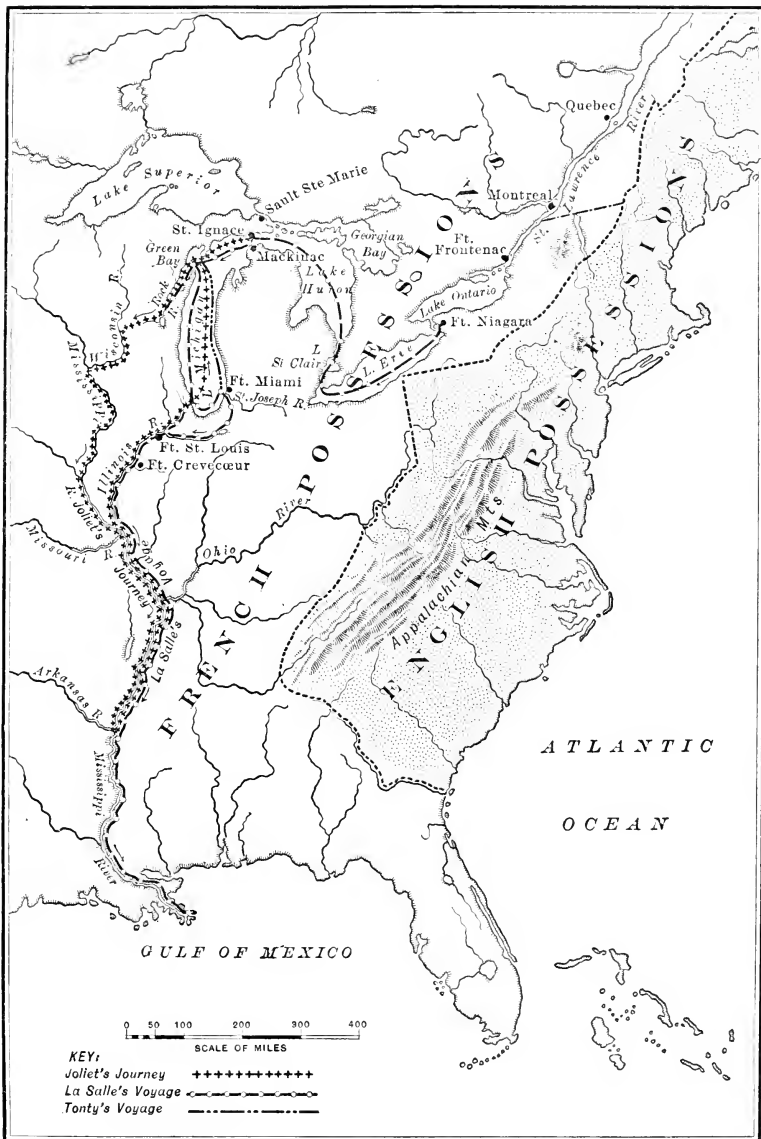 Quebec
St. Lawrence River
Lake Superior
Sault Ste Marie
Montreal
St. Ignace
Georgian Bay
Ft. Frontenac
Green Bay
Mackinac
Lake Huron
Rock R.
Wisconsin R.
Lake Ontario
Ft. Niagara
L. Michigan
L St Clair
L. Erie
Mississippi
Ft. Miami
St. Joseph R.
Illinois R.
Ft. St. Louis
Ft. Crevecœur
R. Joliet's Journey
La Salle's Voyage
Missouri R
Ohio River
Appalachian Mts
FRENCH POSSESSIONS
ENGLISH POSSESSIONS
Arkansas R.
Mississippi River
ATLANTIC
OCEAN
GULF OF MEXICO
0 50 100 200 300 400
SCALE OF MILES
KEY:
Joliet's Journey
La Salle's Voyage
Tonty's Voyage